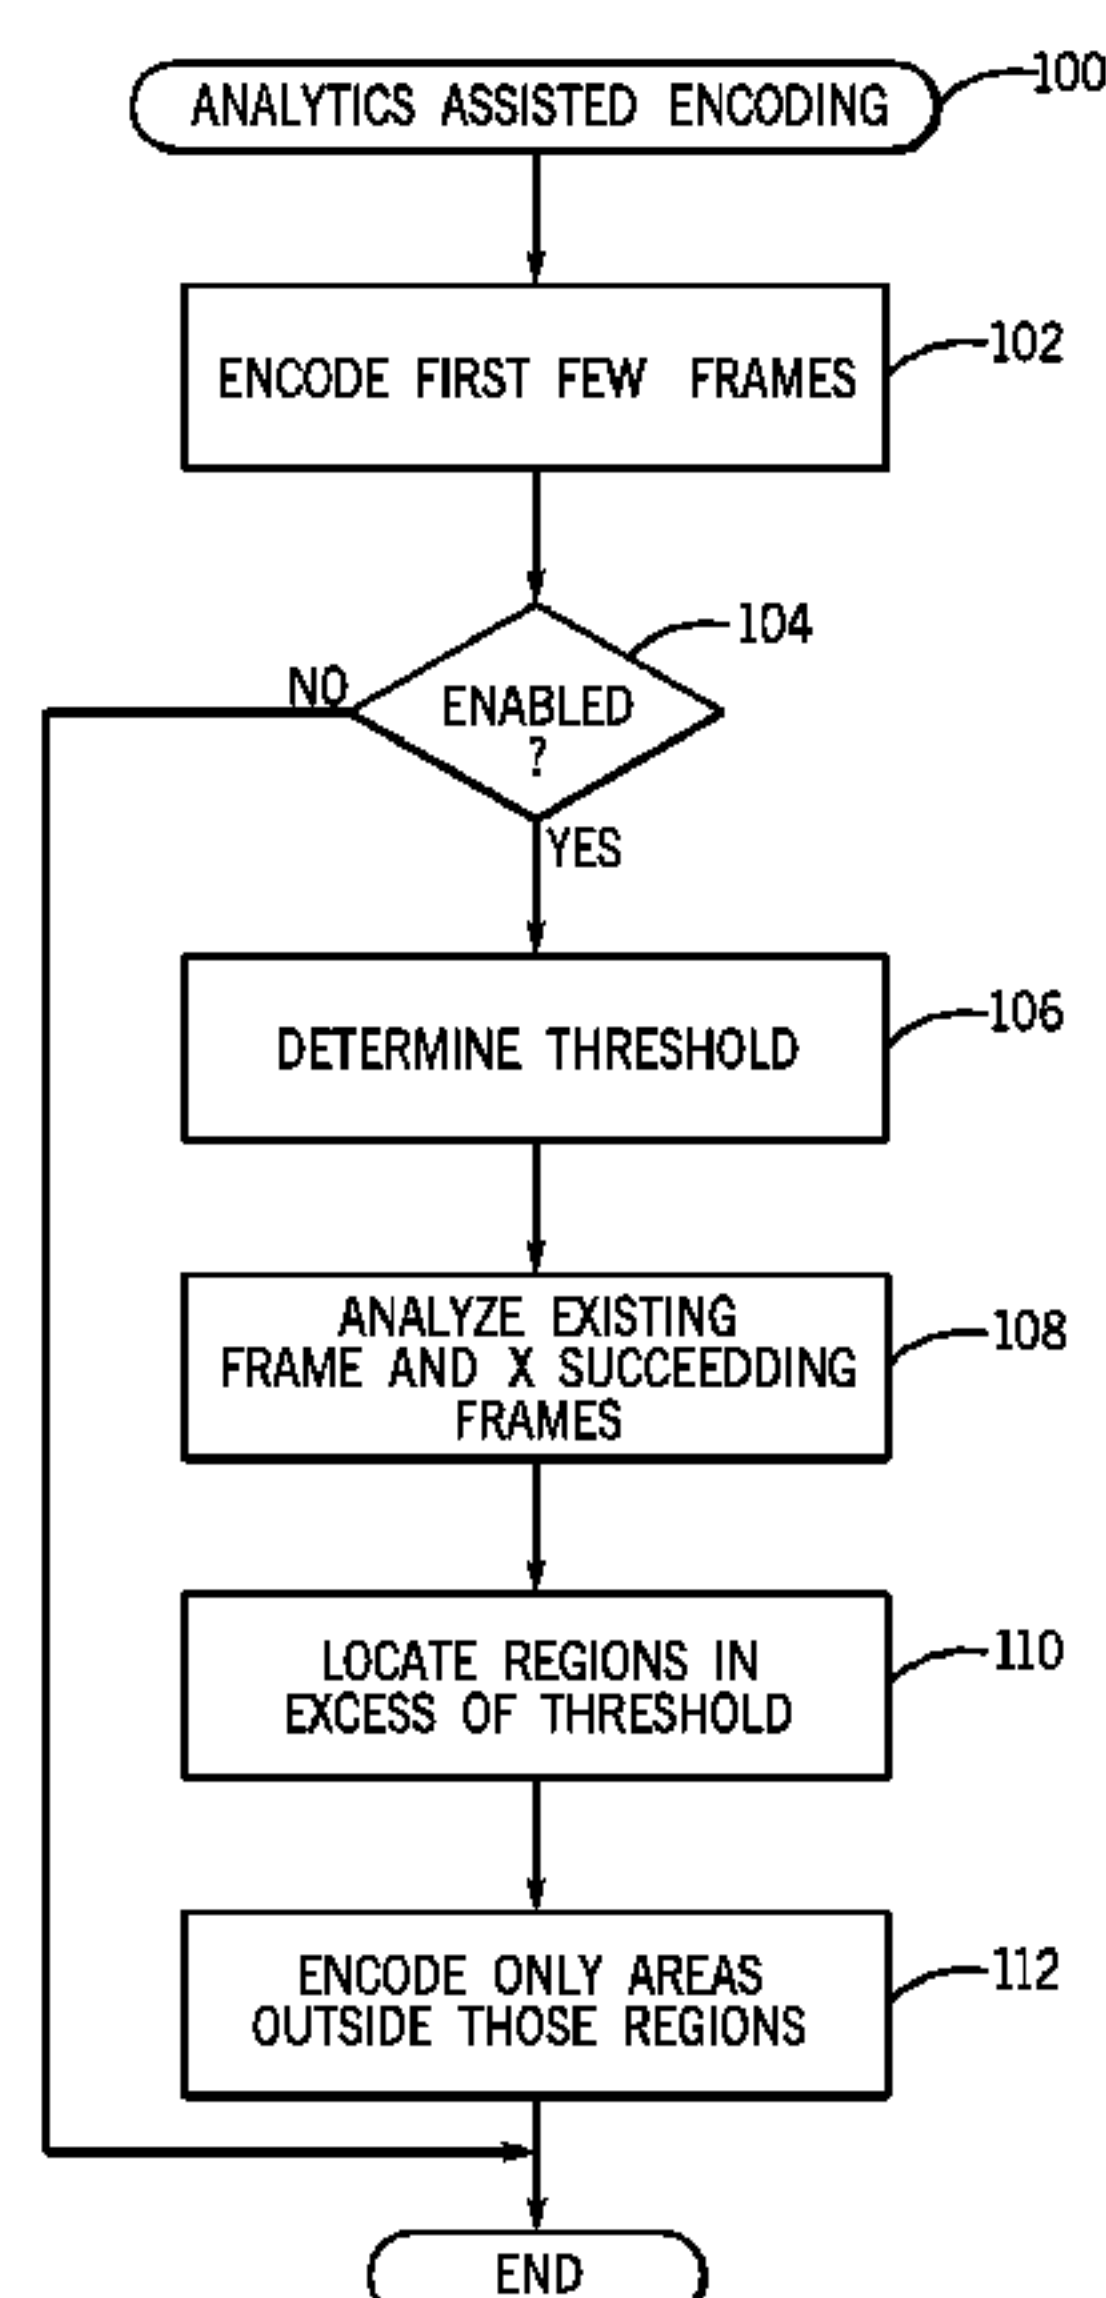 ANALYTICS ASSISTED ENCODING
100
ENCODE FIRST FEW FRAMES
102
104
NO
ENABLED
?
YES
DETERMINE THRESHOLD
106
ANALYZE EXISTING
FRAME AND X SUCCEEDDING
FRAMES
108
LOCATE REGIONS IN
EXCESS OF THRESHOLD
110
ENCODE ONLY AREAS
OUTSIDE THOSE REGIONS
112
END